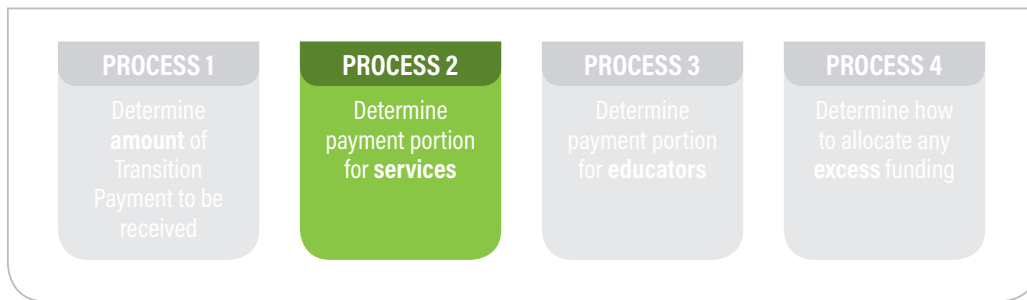 PROCESS 1
Determine
amount of
Transition
Payment to be
received
PROCESS 2
Determine
payment portion
for services
PROCESS 3
Determine
payment portion
for educators
PROCESS 4
Determine how
to allocate any
excess funding